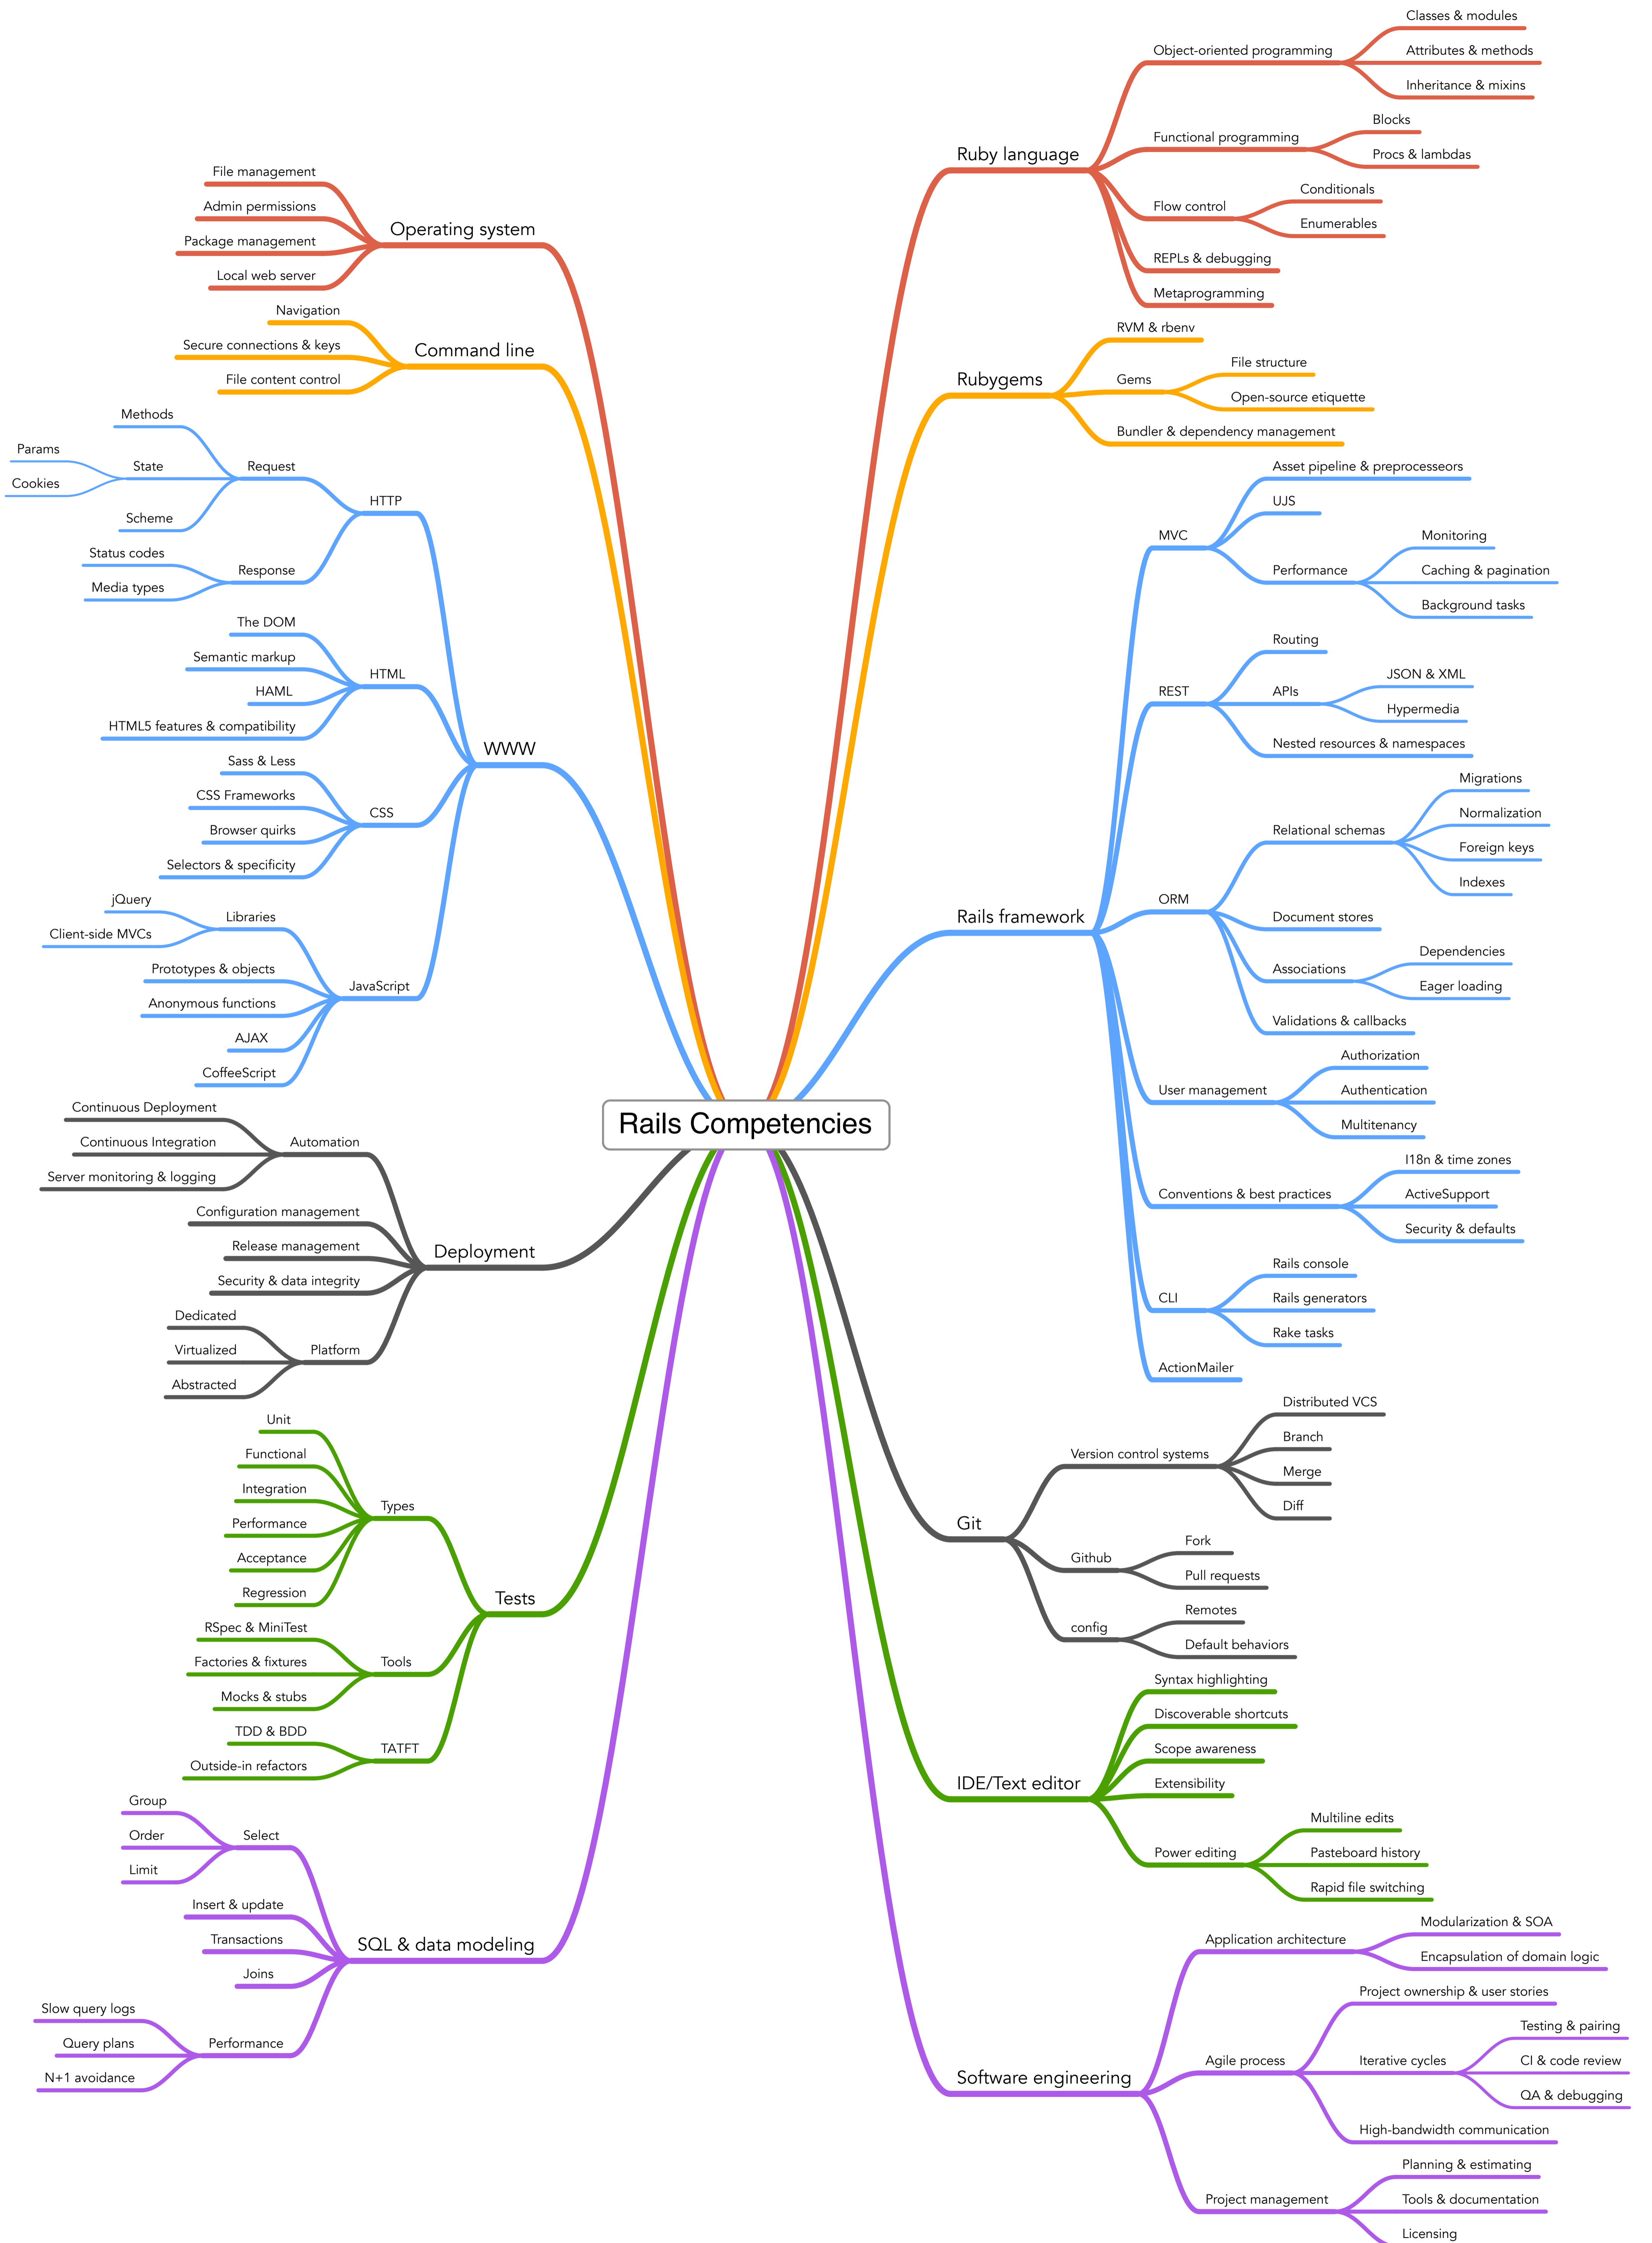 Rails Competencies
Operating system
File management
Admin permissions
Package management
Local web server
Command line
Navigation
Secure connections & keys
File content control
WWW
HTTP
Request
Methods
State
Params
Cookies
Scheme
Response
Status codes
Media types
HTML
The DOM
Semantic markup
HAML
HTML5 features & compatibility
CSS
Sass & Less
CSS Frameworks
Browser quirks
Selectors & specificity
JavaScript
Libraries
jQuery
Client-side MVCs
Prototypes & objects
Anonymous functions
AJAX
CoffeeScript
Deployment
Automation
Continuous Deployment
Continuous Integration
Server monitoring & logging
Configuration management
Release management
Security & data integrity
Platform
Dedicated
Virtualized
Abstracted
Tests
Types
Unit
Functional
Integration
Performance
Acceptance
Regression
Tools
RSpec & MiniTest
Factories & fixtures
Mocks & stubs
TATFT
TDD & BDD
Outside-in refactors
SQL & data modeling
Select
Group
Order
Limit
Insert & update
Transactions
Joins
Performance
Slow query logs
Query plans
N+1 avoidance
Ruby language
Object-oriented programming
Classes & modules
Attributes & methods
Inheritance & mixins
Functional programming
Blocks
Procs & lambdas
Flow control
Conditionals
Enumerables
REPLs & debugging
Metaprogramming
Rubygems
RVM & rbenv
Gems
File structure
Open-source etiquette
Bundler & dependency management
Rails framework
MVC
Asset pipeline & preprocesseors
UJS
Performance
Monitoring
Caching & pagination
Background tasks
REST
Routing
APIs
JSON & XML
Hypermedia
Nested resources & namespaces
ORM
Relational schemas
Migrations
Normalization
Foreign keys
Indexes
Document stores
Associations
Dependencies
Eager loading
Validations & callbacks
User management
Authorization
Authentication
Multitenancy
Conventions & best practices
I18n & time zones
ActiveSupport
Security & defaults
CLI
Rails console
Rails generators
Rake tasks
ActionMailer
Git
Version control systems
Distributed VCS
Branch
Merge
Diff
Github
Fork
Pull requests
config
Remotes
Default behaviors
IDE/Text editor
Syntax highlighting
Discoverable shortcuts
Scope awareness
Extensibility
Power editing
Multiline edits
Pasteboard history
Rapid file switching
Software engineering
Application architecture
Modularization & SOA
Encapsulation of domain logic
Agile process
Project ownership & user stories
Iterative cycles
Testing & pairing
CI & code review
QA & debugging
High-bandwidth communication
Project management
Planning & estimating
Tools & documentation
Licensing